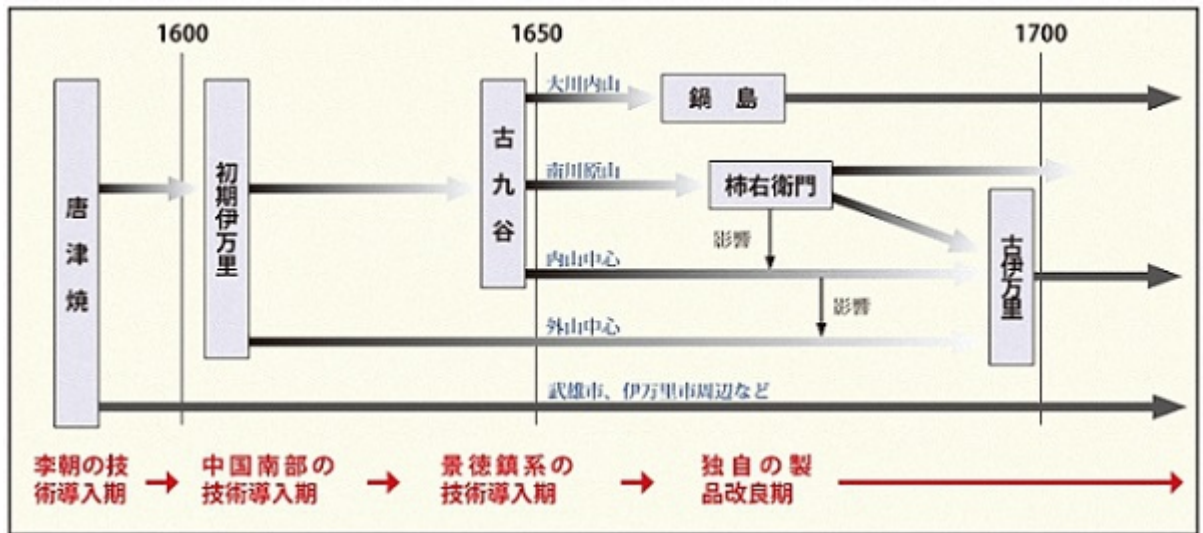 1600
1650
1700
唐津焼
初期伊万里
古九谷
大川内山
鍋島
南川原山
柿右衛門
影響
内山中心
影響
古伊万里
外山中心
武雄市、伊万里市周辺など
李朝の技
術導入期
中国南部の
技術導入期
景徳鎮系の
技術導入期
独自の製
品改良期